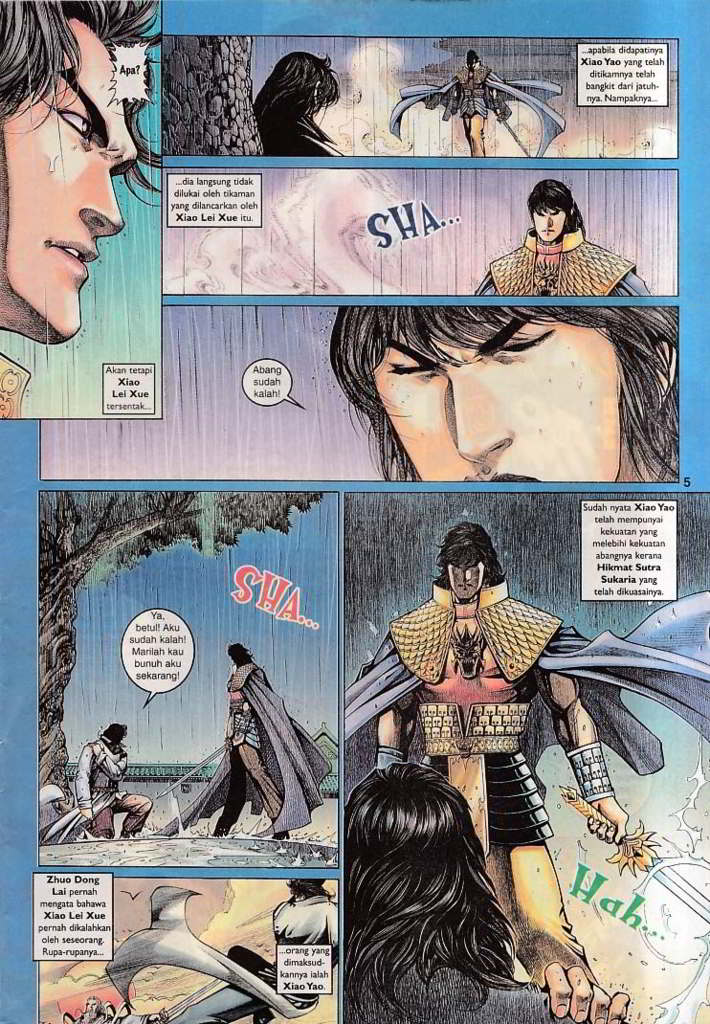 Apa?
Akan tetapi
Xiao
Lei Xue
tersentak...
...apabila didapatinya
Xiao Yao yang telah
ditikamnya telah
bangkit dari jatuh-
nya. Nampaknya...
...dia langsung tidak
dilukai oleh tikaman
yang dilancarkan oleh
Xiao Lei Xue itu.
SHA...
Abang
sudah
kalah!
5
SHA...
Ya,
betul! Aku
sudah kalah!
Marilah kau
bunuh aku
sekarang!
Sudah nyata Xiao Yao
telah mempunyai
kekuatan yang
melebihi kekuatan
abangnya kerana
Hikmat Sutra
Sukaria yang
telah dikuasainya.
Hah...
Zhuo Dong
Lai pernah
mengata bahawa
Xiao Lei Xue
pernah dikalahkan
oleh seseorang.
Rupa-rupanya...
...orang yang
dimaksud-
kannya ialah
Xiao Yao.